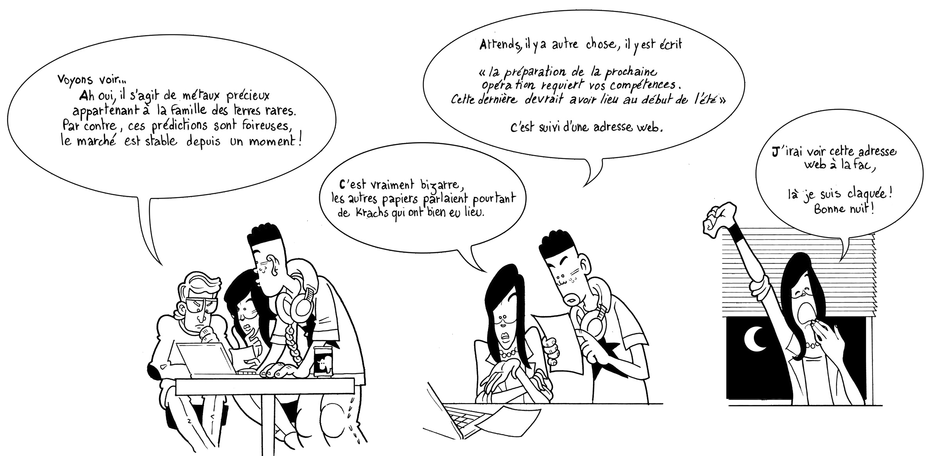 Voyons voir...
Ah oui, il s'agit de métaux précieux
appartenant à la famille des terres rares.
Par contre, ces prédictions sont foireuses,
le marché est stable depuis un moment !
C'est vraiment bizarre,
les autres papiers parlaient pourtant
de Krachs qui ont bien eu lieu.
Attends, il y a autre chose, il y est écrit
« la préparation de la prochaine
opération requiert vos compétences.
Cette dernière devrait avoir lieu au début de l'été »
C'est suivi d'une adresse web.
J'irai voir cette adresse
web à la fac,
là je suis claquée !
Bonne nuit !